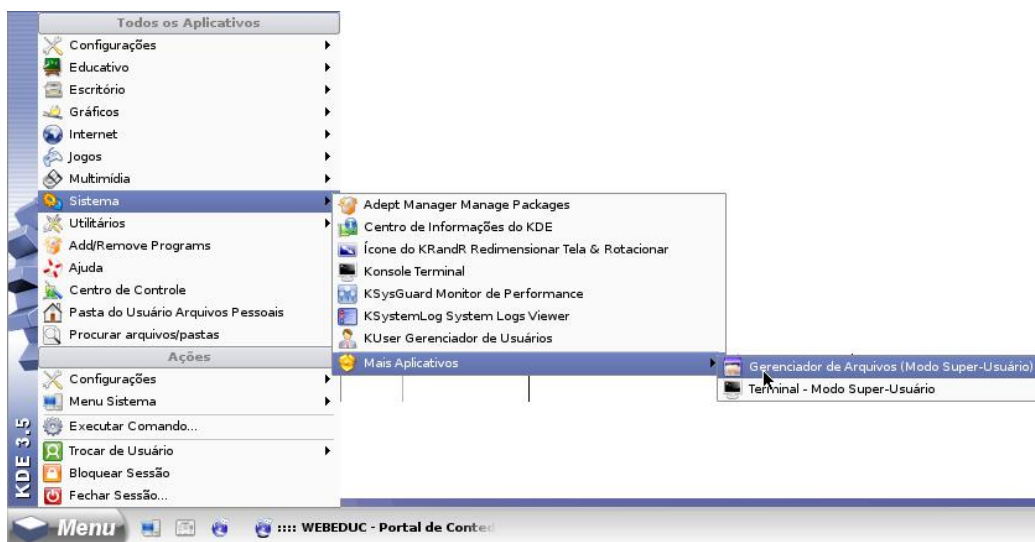 Todos os Aplicativos
Configurações
Educativo
Escritório
Gráficos
Internet
Jogos
Multimídia
Sistema
Utilitários
Add/Remove Programs
Ajuda
Centro de Controle
Pasta do Usuário Arquivos Pessoais
Procurar arquivos/pastas
Ações
Configurações
Menu Sistema
Executar Comando...
Trocar de Usuário
Bloquear Sessão
Fechar Sessão...
KDE 3.5
Adept Manager Manage Packages
Centro de Informações do KDE
Ícone do KRandR Redimensionar Tela & Rotacionar
Konsole Terminal
KSysGuard Monitor de Performance
KSystemLog System Logs Viewer
KUser Gerenciador de Usuários
Mais Aplicativos
Gerenciador de Arquivos (Modo Super-Usuário)
Terminal - Modo Super-Usuário
Menu
:::: WEBEDUC - Portal de Conted